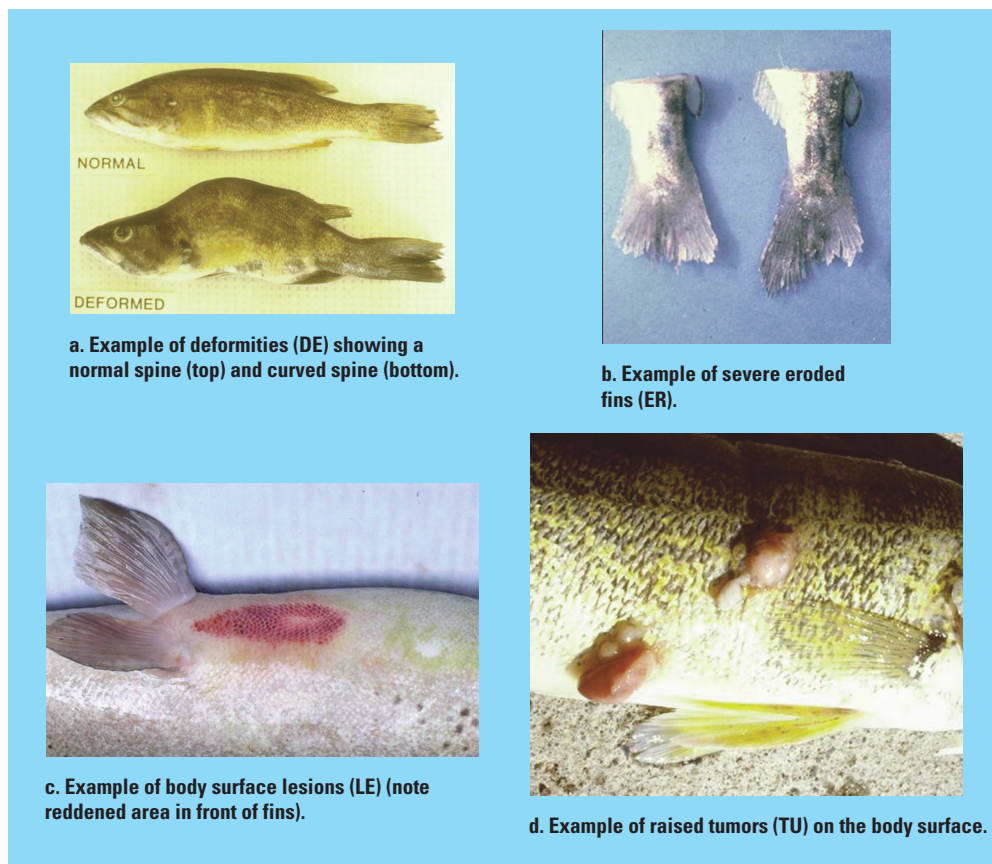 NORMAL
DEFORMED
a. Example of deformities (DE) showing a
normal spine (top) and curved spine (bottom).
b. Example of severe eroded
fins (ER).
c. Example of body surface lesions (LE) (note
reddened area in front of fins).
d. Example of raised tumors (TU) on the body surface.